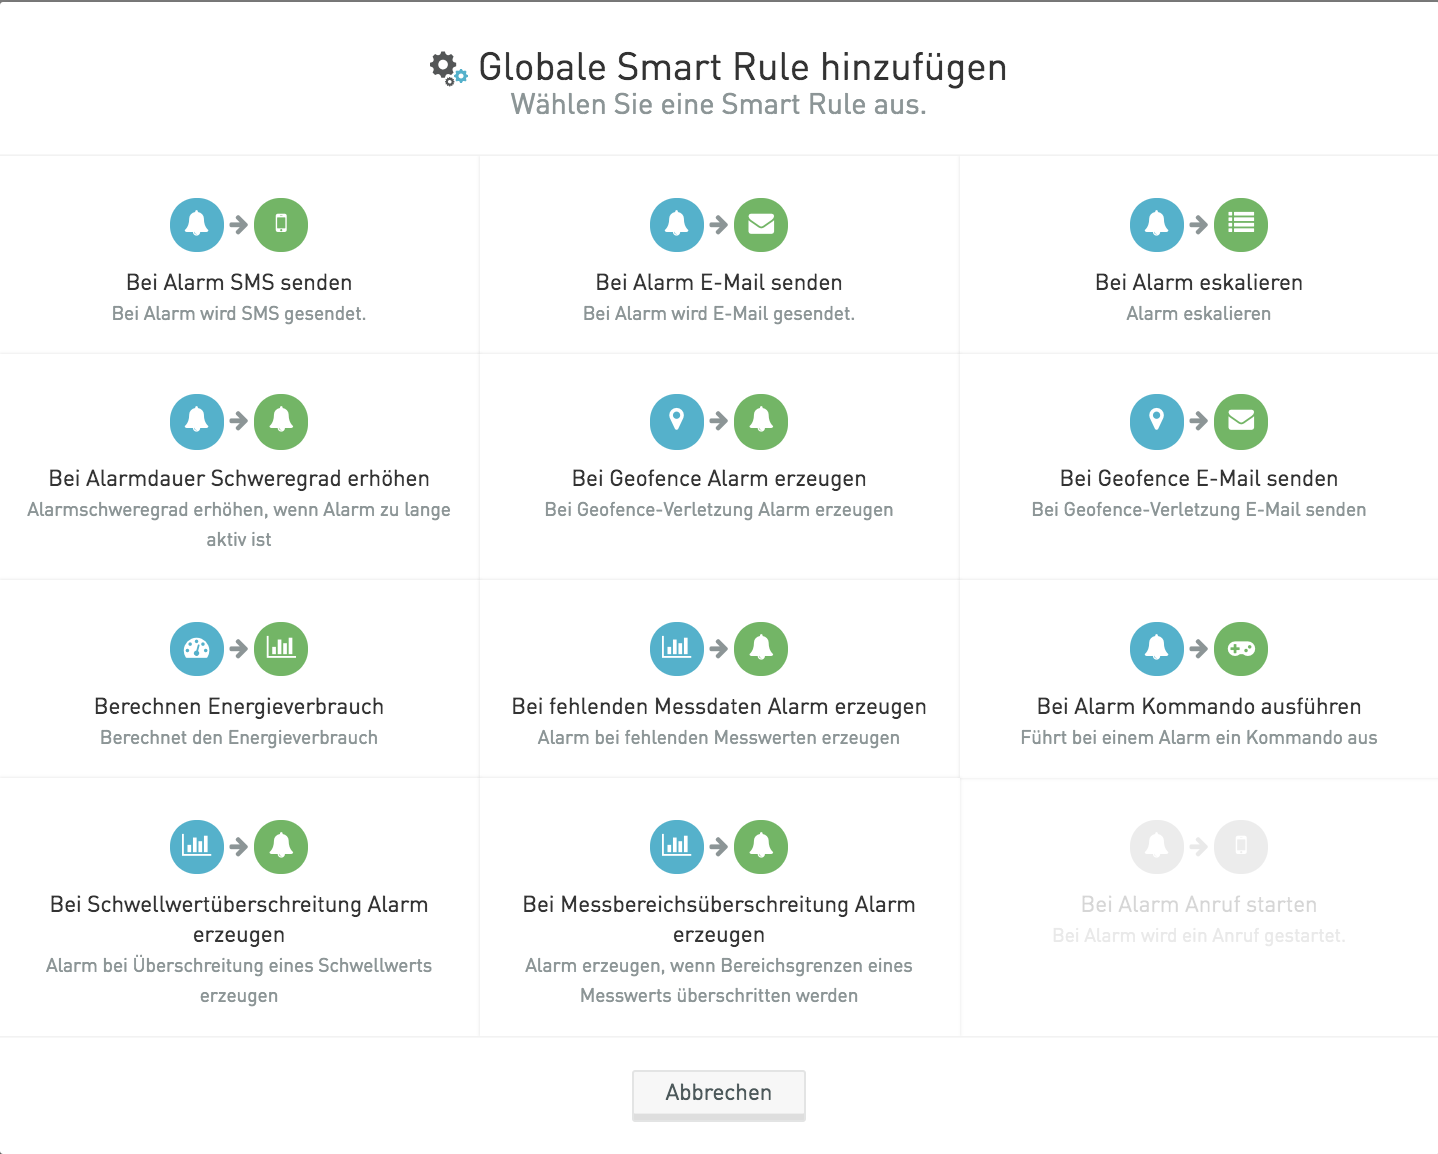 Globale Smart Rule hinzufügen
Wählen Sie eine Smart Rule aus.
Bei Alarm SMS senden
Bei Alarm wird SMS gesendet.
Bei Alarm E-Mail senden
Bei Alarm wird E-Mail gesendet.
Bei Alarm eskalieren
Alarm eskalieren
Bei Alarmdauer Schweregrad erhöhen
Alarmschweregrad erhöhen, wenn Alarm zu lange
aktiv ist
Bei Geofence Alarm erzeugen
Bei Geofence-Verletzung Alarm erzeugen
Bei Geofence E-Mail senden
Bei Geofence-Verletzung E-Mail senden
Berechnen Energieverbrauch
Berechnet den Energieverbrauch
Bei fehlenden Messdaten Alarm erzeugen
Alarm bei fehlenden Messwerten erzeugen
Bei Alarm Kommando ausführen
Führt bei einem Alarm ein Kommando aus
Bei Schwellwertüberschreitung Alarm
erzeugen
Alarm bei Überschreitung eines Schwellwerts
erzeugen
Bei Messbereichsüberschreitung Alarm
erzeugen
Alarm erzeugen, wenn Bereichsgrenzen eines
Messwerts überschritten werden
Bei Alarm Anruf starten
Bei Alarm wird ein Anruf gestartet.
Abbrechen